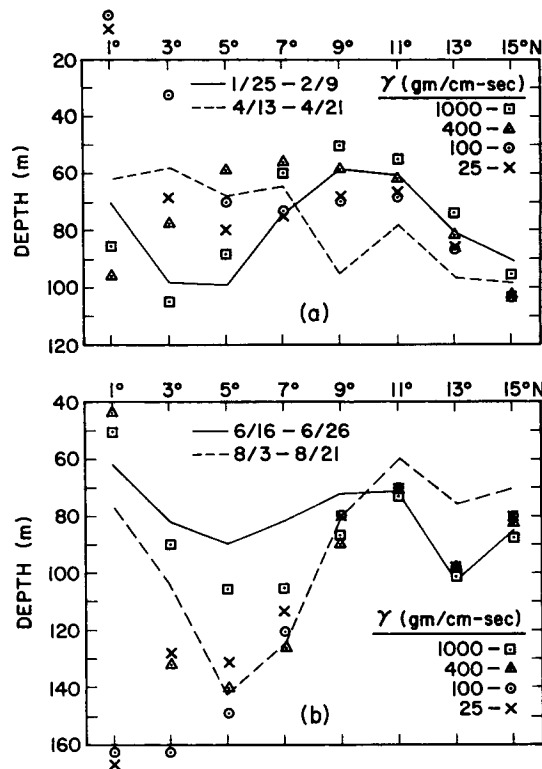 1° 3° 5° 7° 9° 11° 13° 15°N
20
40
60
80
100
120
DEPTH (m)
1/25 – 2/9
4/13 – 4/21
γ (gm/cm-sec)
1000 –
400 –
100 –
25 –
(a)
1° 3° 5° 7° 9° 11° 13° 15°N
40
60
80
100
120
140
160
DEPTH (m)
6/16 – 6/26
8/3 – 8/21
γ (gm/cm-sec)
1000 –
400 –
100 –
25 –
(b)